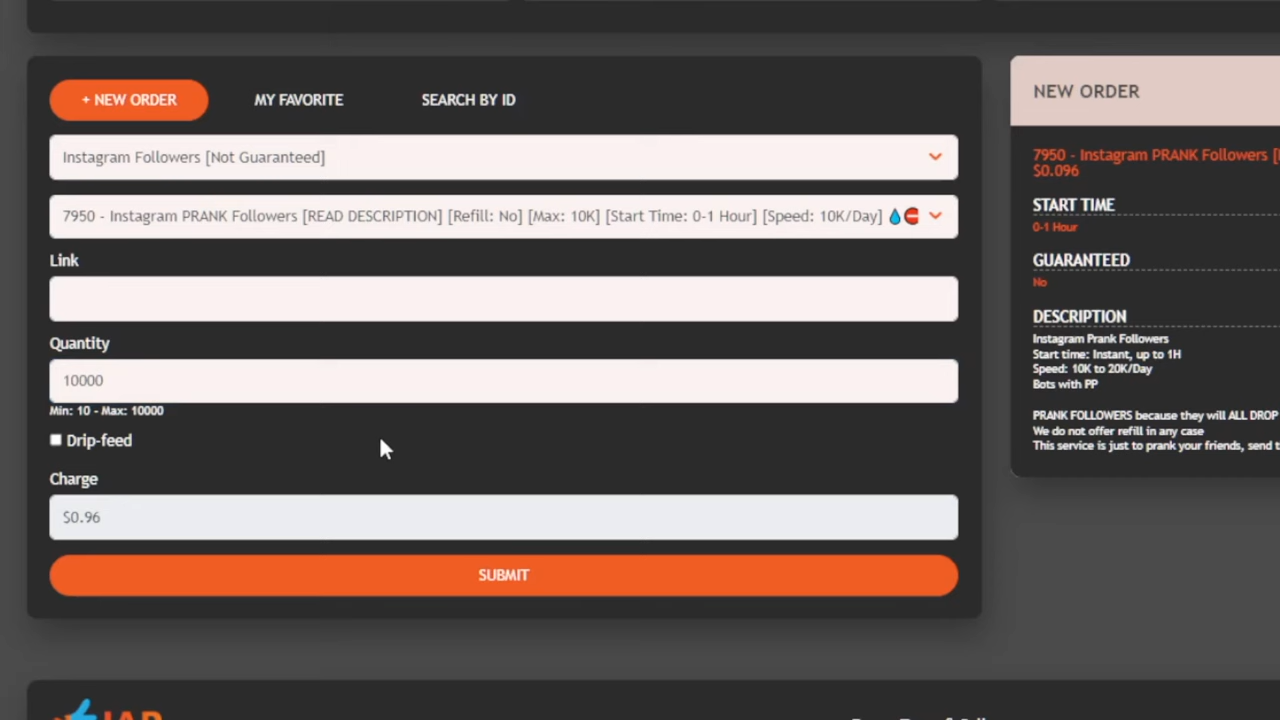 + NEW ORDER
MY FAVORITE
SEARCH BY ID
Instagram Followers [Not Guaranteed]
7950 - Instagram PRANK Followers [READ DESCRIPTION] [Refill: No] [Max: 10K] [Start Time: 0-1 Hour] [Speed: 10K/Day] 💧⛔
Link
Quantity
10000
Min: 10 - Max: 10000
Drip-feed
Charge
$0.96
SUBMIT
NEW ORDER
7950 - Instagram PRANK Followers [
$0.096
START TIME
0-1 Hour
GUARANTEED
No
DESCRIPTION
Instagram Prank Followers
Start time: Instant, up to 1H
Speed: 10K to 20K/Day
Bots with PP
PRANK FOLLOWERS because they will ALL DROP
We do not offer refill in any case
This service is just to prank your friends, send
JAP